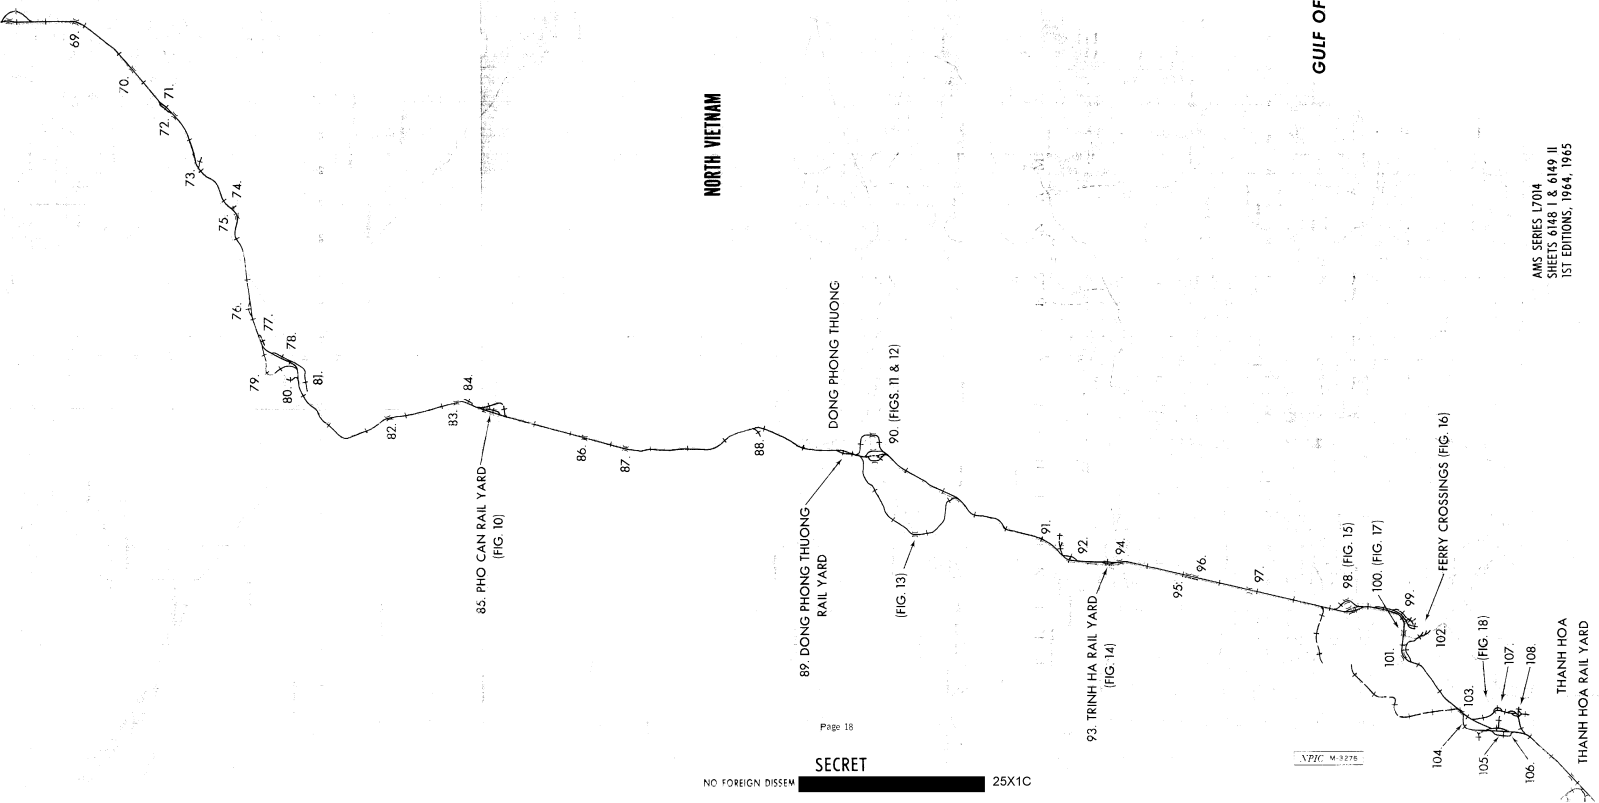 GULF OF
69.
70.
71.
72.
73.
74.
75.
NORTH VIETNAM
AMS SERIES L7014
SHEETS 6148 I & 6149 II
1ST EDITIONS, 1964, 1965
76.
77.
78.
79.
80.
81.
82.
83.
84.
85. PHO CAN RAIL YARD
(FIG. 10)
86.
87.
88.
DONG PHONG THUONG
89. DONG PHONG THUONG
RAIL YARD
90. (FIGS. 11 & 12)
(FIG. 13)
91.
92.
93. TRINH HA RAIL YARD
(FIG. 14)
94.
95.
96.
97.
98. (FIG. 15)
99.
100. (FIG. 17)
FERRY CROSSINGS (FIG. 16)
101.
102.
103.
(FIG. 18)
104.
105.
106.
107.
108.
THANH HOA
THANH HOA RAIL YARD
Page 18
NPIC M-3276
SECRET
NO FOREIGN DISSEM
25X1C